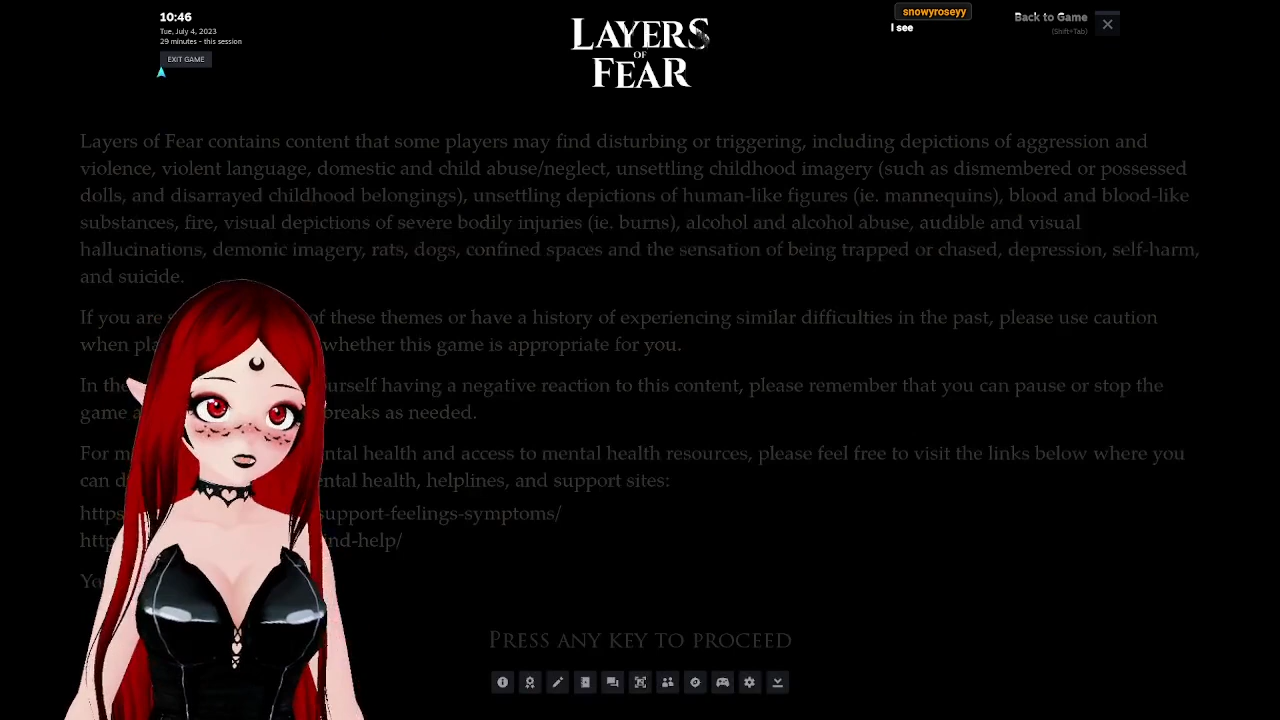 10:46
Tue, July 4, 2023
29 minutes - this session
EXIT GAME
LAYERS
OF
FEAR
snowyroseyy
I see
Back to Game
(Shift+Tab)
Layers of Fear contains content that some players may find disturbing or triggering, including depictions of aggression and
violence, violent language, domestic and child abuse/neglect, unsettling childhood imagery (such as dismembered or possessed
dolls, and disarrayed childhood belongings), unsettling depictions of human-like figures (ie. mannequins), blood and blood-like
substances, fire, visual depictions of severe bodily injuries (ie. burns), alcohol and alcohol abuse, audible and visual
hallucinations, demonic imagery, rats, dogs, confined spaces and the sensation of being trapped or chased, depression, self-harm,
and suicide.
If you are of these themes or have a history of experiencing similar difficulties in the past, please use caution
when whether this game is appropriate for you.
In the having a negative reaction to this content, please remember that you can pause or stop the
game breaks as needed.
For health and access to mental health resources, please feel free to visit the links below where you
can health, helplines, and support sites:
support-feelings-symptoms/
PRESS ANY KEY TO PROCEED